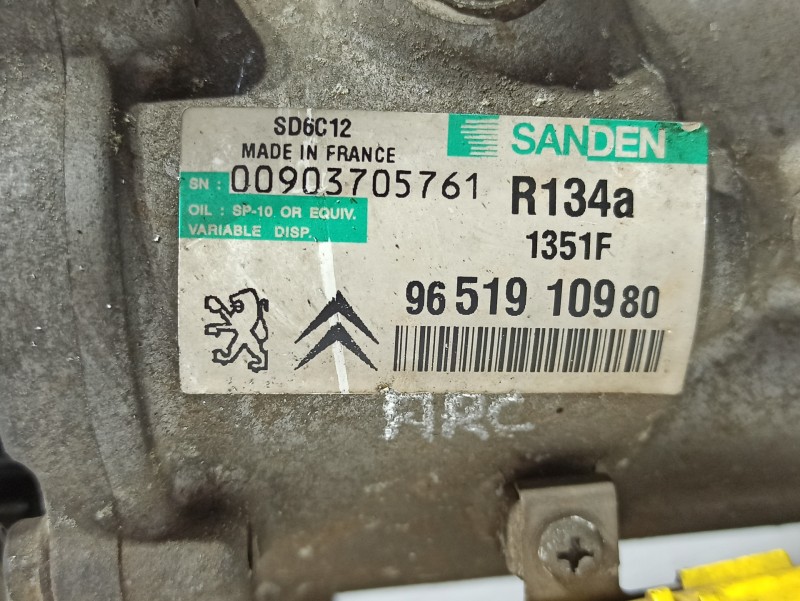 SD6C12
MADE IN FRANCE
SANDEN
SN : 00903705761
R134a
OIL : SP-10 OR EQUIV.
VARIABLE DISP.
1351F
96 519 109 80
ARC